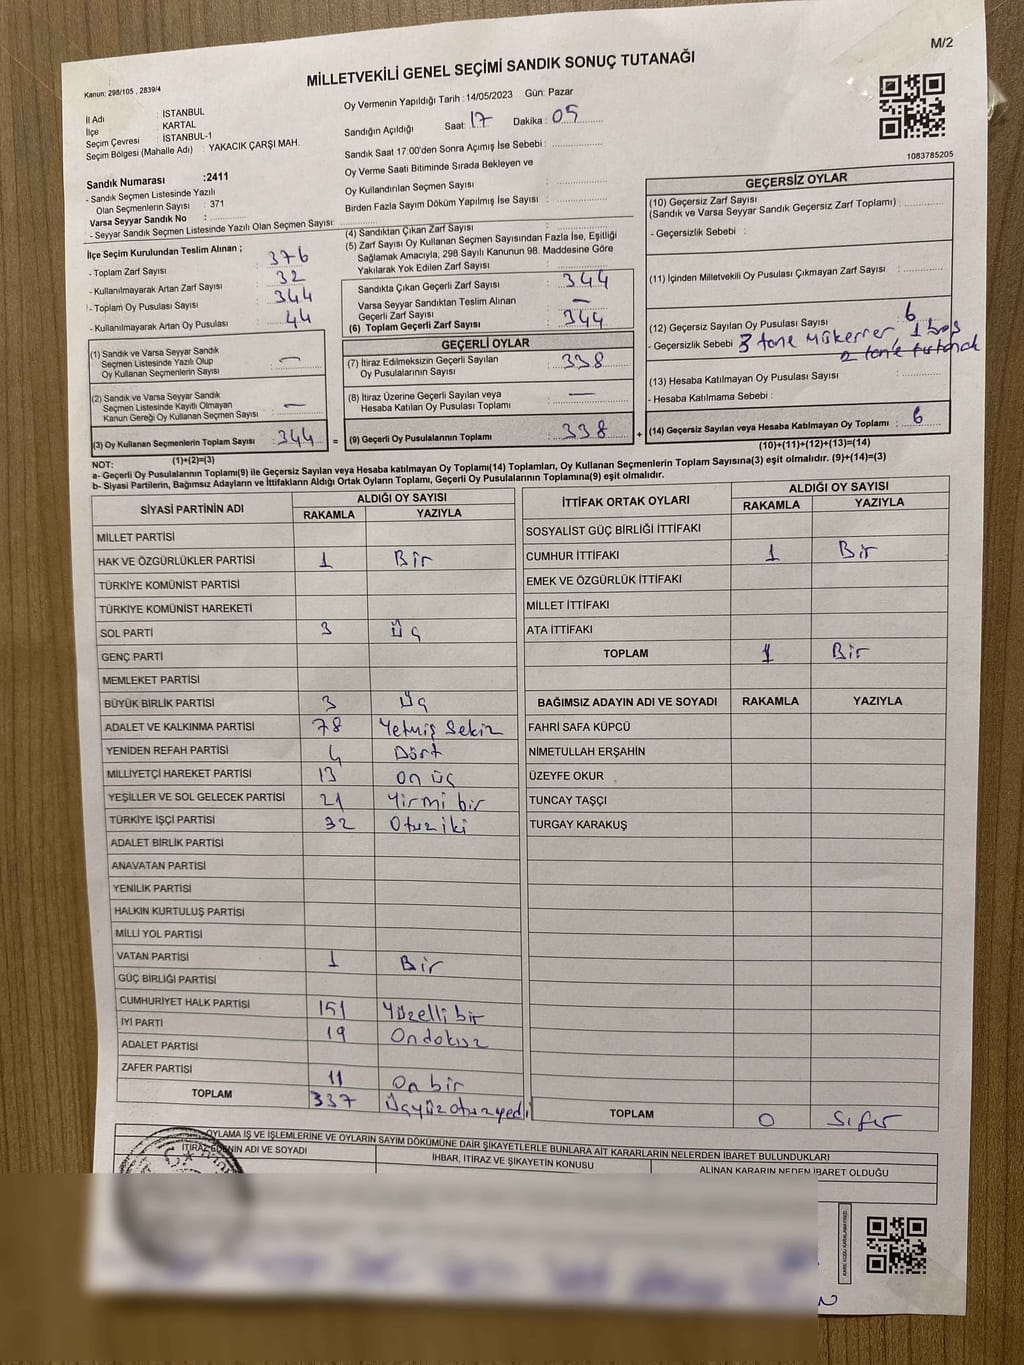 M/2
MİLLETVEKİLİ GENEL SEÇİMİ SANDIK SONUÇ TUTANAĞI
Kanun: 298/105 , 2839/4
İl Adı : İSTANBUL
İlçe : KARTAL
Seçim Çevresi : İSTANBUL-1
Seçim Bölgesi (Mahalle Adı) : YAKACIK ÇARŞI MAH.
Sandık Numarası :2411
- Sandık Seçmen Listesinde Yazılı
Olan Seçmenlerin Sayısı : 371
Varsa Seyyar Sandık No :
- Seyyar Sandık Seçmen Listesinde Yazılı Olan Seçmen Sayısı:
Oy Vermenin Yapıldığı Tarih : 14/05/2023 Gün: Pazar
Sandığın Açıldığı Saat: 17 Dakika : 05
Sandık Saat 17.00'den Sonra Açımış İse Sebebi :
Oy Verme Saati Bitiminde Sırada Bekleyen ve
Oy Kullandırılan Seçmen Sayısı :
Birden Fazla Sayım Döküm Yapılmış İse Sayısı :
1083785205
İlçe Seçim Kurulundan Teslim Alınan ;
- Toplam Zarf Sayısı : 376
- Kullanılmayarak Artan Zarf Sayısı : 32
- Toplam Oy Pusulası Sayısı : 344
- Kullanılmayarak Artan Oy Pusulası : 44
(1) Sandık ve Varsa Seyyar Sandık
Seçmen Listesinde Yazılı Olup
Oy Kullanan Seçmenlerin Sayısı : —
(2) Sandık ve Varsa Seyyar Sandık
Seçmen Listesinde Kayıtlı Olmayan
Kanun Gereği Oy Kullanan Seçmen Sayısı : —
(3) Oy Kullanan Seçmenlerin Toplam Sayısı : 344 =
(1)+(2)=(3)
(4) Sandıktan Çıkan Zarf Sayısı :
(5) Zarf Sayısı Oy Kullanan Seçmen Sayısından Fazla İse, Eşitliği
Sağlamak Amacıyla, 298 Sayılı Kanunun 98. Maddesine Göre
Yakılarak Yok Edilen Zarf Sayısı :
Sandıkta Çıkan Geçerli Zarf Sayısı : 344
Varsa Seyyar Sandıktan Teslim Alınan
Geçerli Zarf Sayısı : —
(6) Toplam Geçerli Zarf Sayısı : 344
GEÇERLİ OYLAR
(7) İtiraz Edilmeksizin Geçerli Sayılan
Oy Pusulalarının Sayısı : 338
(8) İtiraz Üzerine Geçerli Sayılan veya
Hesaba Katılan Oy Pusulası Toplamı : —
(9) Geçerli Oy Pusulalarının Toplamı : 338 +
GEÇERSİZ OYLAR
(10) Geçersiz Zarf Sayısı
(Sandık ve Varsa Seyyar Sandık Geçersiz Zarf Toplamı) :
- Geçersizlik Sebebi :
(11) İçinden Milletvekili Oy Pusulası Çıkmayan Zarf Sayısı :
(12) Geçersiz Sayılan Oy Pusulası Sayısı : 6
- Geçersizlik Sebebi 3 tane mükerrer 1 boş
2 tane
(13) Hesaba Katılmayan Oy Pusulası Sayısı :
- Hesaba Katılmama Sebebi :
(14) Geçersiz Sayılan veya Hesaba Katılmayan Oy Toplamı : 6
(10)+(11)+(12)+(13)=(14)
NOT:
a- Geçerli Oy Pusulalarının Toplamı(9) ile Geçersiz Sayılan veya Hesaba katılmayan Oy Toplamı(14) Toplamları, Oy Kullanan Seçmenlerin Toplam Sayısına(3) eşit olmalıdır. (9)+(14)=(3)
b- Siyasi Partilerin, Bağımsız Adayların ve İttifakların Aldığı Ortak Oyların Toplamı, Geçerli Oy Pusulalarının Toplamına(9) eşit olmalıdır.
SİYASİ PARTİNİN ADI ALDIĞI OY SAYISI
RAKAMLA YAZIYLA
MİLLET PARTİSİ
HAK VE ÖZGÜRLÜKLER PARTİSİ 1 Bir
TÜRKİYE KOMÜNİST PARTİSİ
TÜRKİYE KOMÜNİST HAREKETİ
SOL PARTİ 3 Üç
GENÇ PARTİ
MEMLEKET PARTİSİ
BÜYÜK BİRLİK PARTİSİ 3 Üç
ADALET VE KALKINMA PARTİSİ 78 Yetmiş Sekiz
YENİDEN REFAH PARTİSİ 4 Dört
MİLLİYETÇİ HAREKET PARTİSİ 13 On üç
YEŞİLLER VE SOL GELECEK PARTİSİ 21 Yirmi bir
TÜRKİYE İŞÇİ PARTİSİ 32 Otuz iki
ADALET BİRLİK PARTİSİ
ANAVATAN PARTİSİ
YENİLİK PARTİSİ
HALKIN KURTULUŞ PARTİSİ
MİLLİ YOL PARTİSİ
VATAN PARTİSİ 1 Bir
GÜÇ BİRLİĞİ PARTİSİ
CUMHURİYET HALK PARTİSİ 151 Yüzelli bir
İYİ PARTİ 19 Ondokuz
ADALET PARTİSİ
ZAFER PARTİSİ 11 On bir
TOPLAM 337 Üçyüzotuzyedi
İTTİFAK ORTAK OYLARI ALDIĞI OY SAYISI
RAKAMLA YAZIYLA
SOSYALİST GÜÇ BİRLİĞİ İTTİFAKI
CUMHUR İTTİFAKI 1 Bir
EMEK VE ÖZGÜRLÜK İTTİFAKI
MİLLET İTTİFAKI
ATA İTTİFAKI
TOPLAM 1 Bir
BAĞIMSIZ ADAYIN ADI VE SOYADI RAKAMLA YAZIYLA
FAHRİ SAFA KÜPCÜ
NİMETULLAH ERŞAHİN
ÜZEYFE OKUR
TUNCAY TAŞÇI
TURGAY KARAKUŞ
TOPLAM 0 Sıfır
OYLAMA İŞ VE İŞLEMLERİNE VE OYLARIN SAYIM DÖKÜMÜNE DAİR ŞİKAYETLERLE BUNLARA AİT KARARLARIN NELERDEN İBARET BULUNDUKLARI
İTİRAZ EDENİN ADI VE SOYADI
İHBAR, İTİRAZ VE ŞİKAYETİN KONUSU
ALINAN KARARIN NEDEN İBARET OLDUĞU